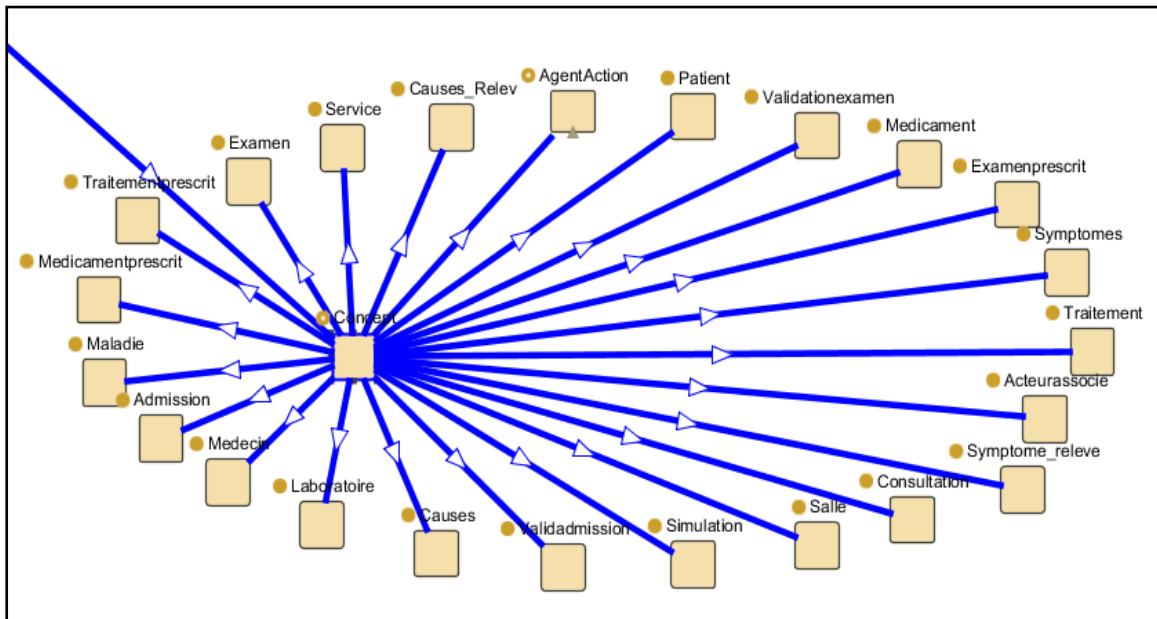 AgentAction
Patient
Causes_Relev
Validationexamen
Service
Medicament
Examen
Examenprescrit
Traitementprescrit
Symptomes
Medicamentprescrit
Traitement
Concept
Maladie
Acteurassocie
Admission
Medecin
Symptome_releve
Laboratoire
Consultation
Causes
Salle
Validadmission
Simulation